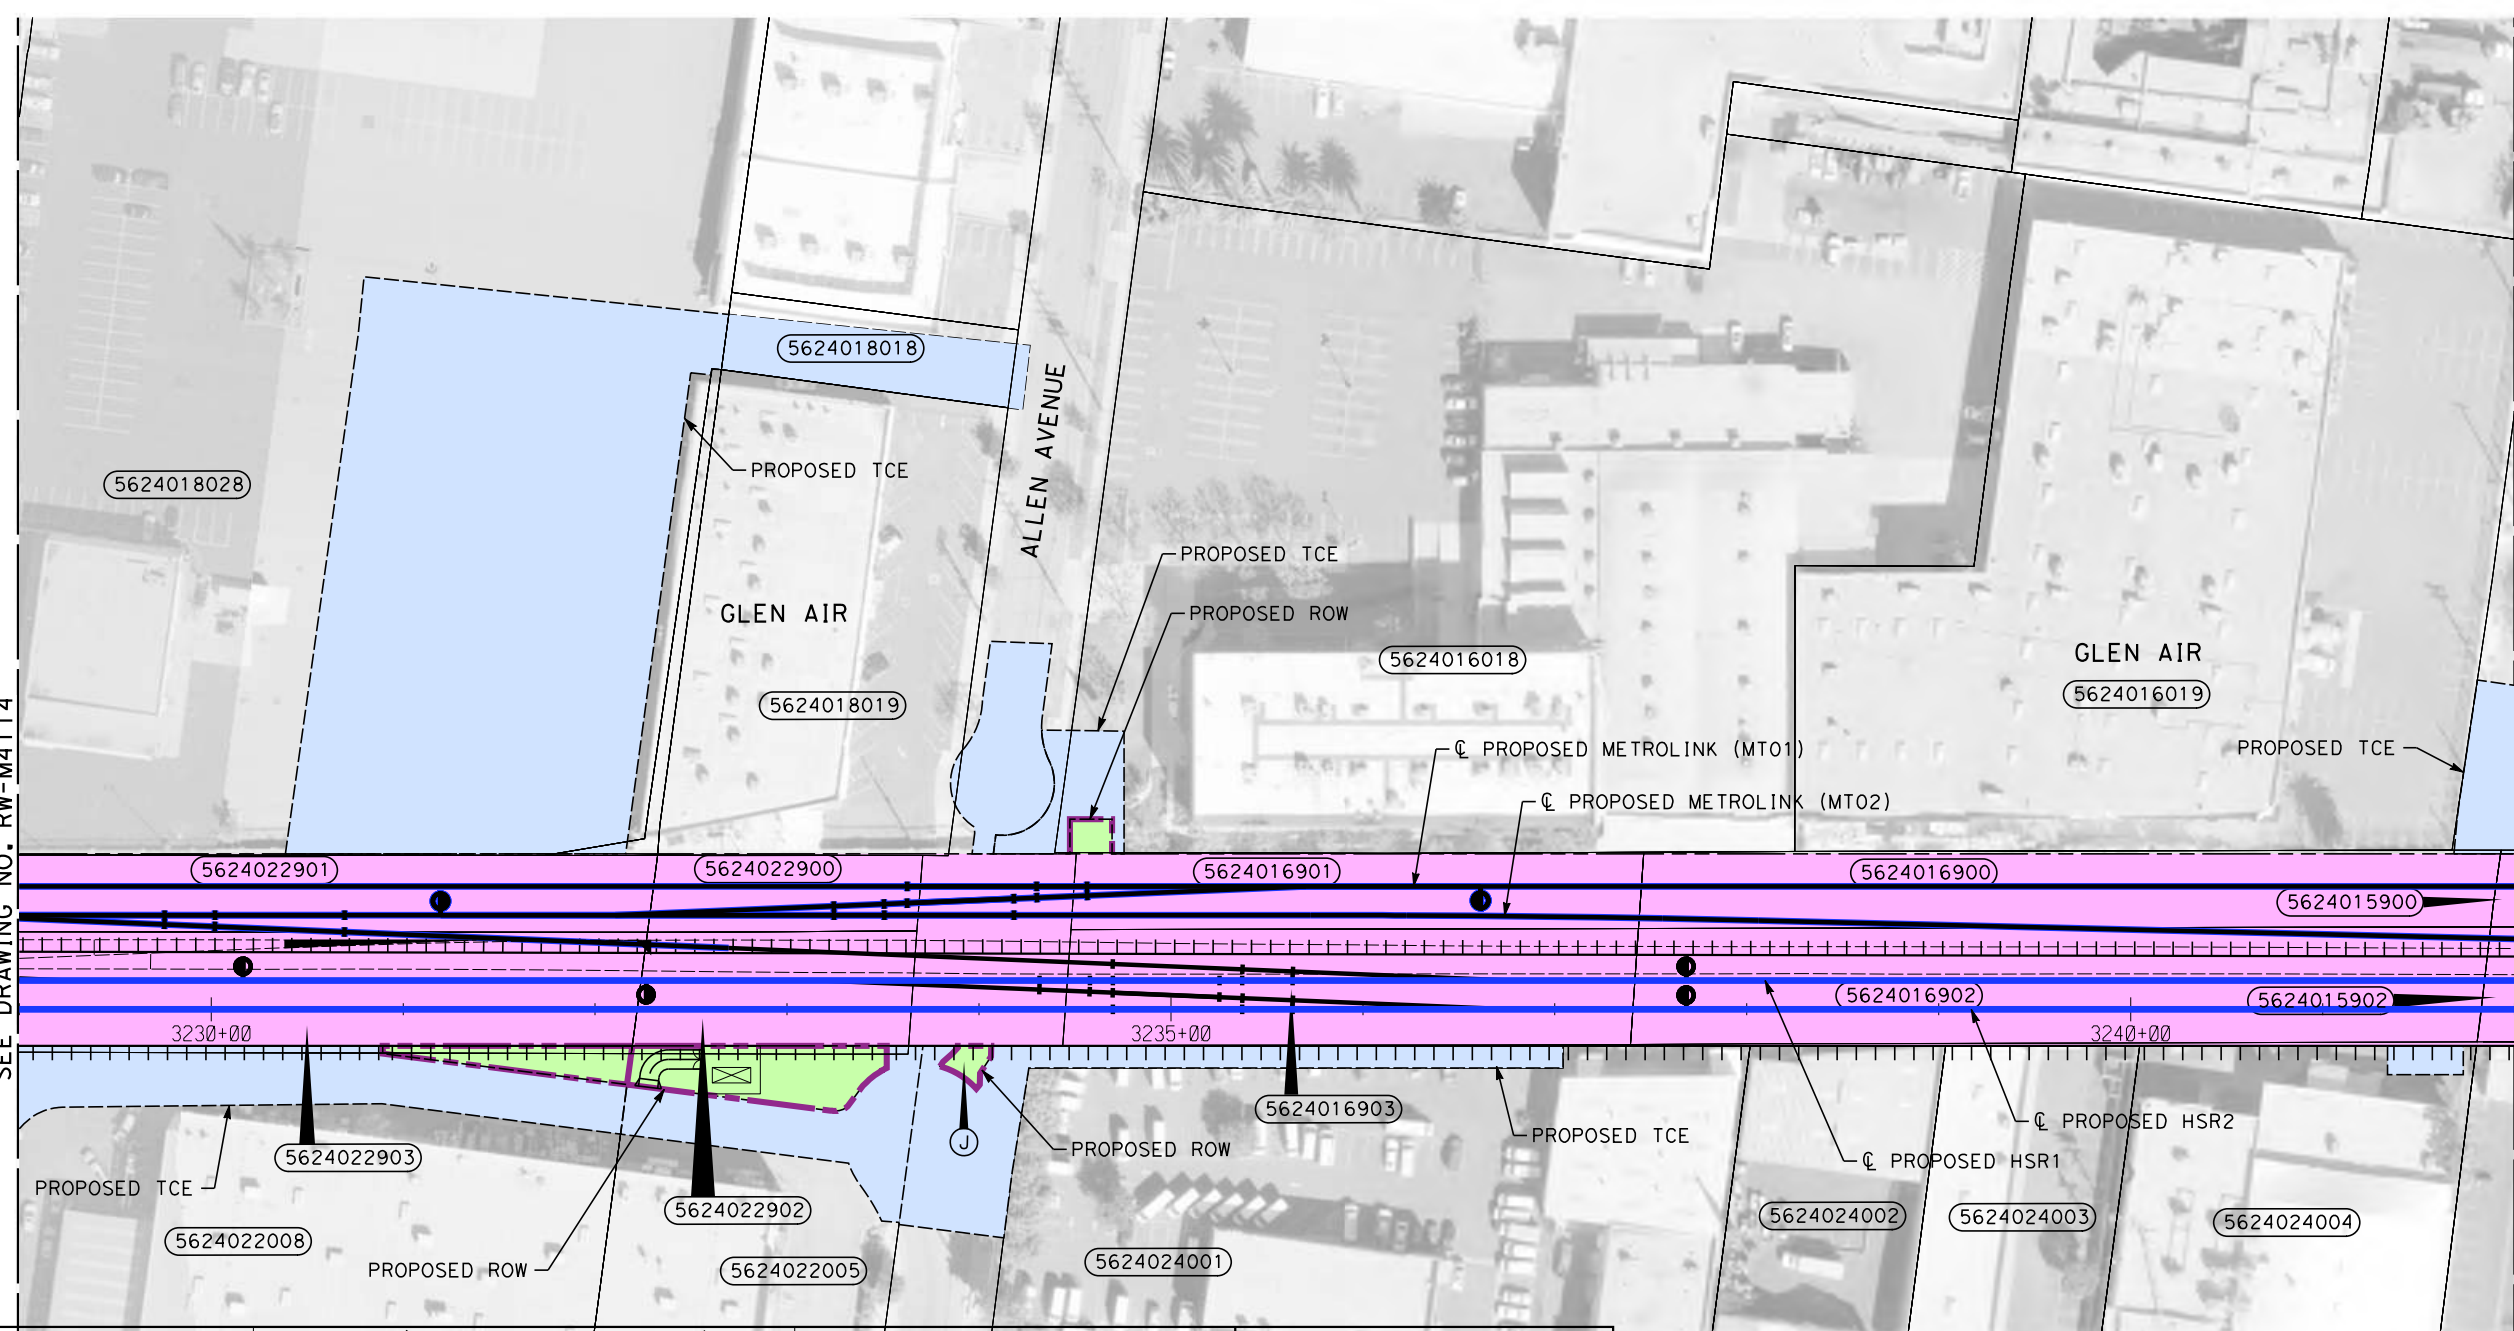 5624018018
ALLEN AVENUE
PROPOSED TCE
5624018028
PROPOSED TCE
GLEN AIR
PROPOSED ROW
5624016018
GLEN AIR
5624016019
5624018019
SEE DRAWING NO. RW-M4114
℄ PROPOSED METROLINK (MT01)
PROPOSED TCE
℄ PROPOSED METROLINK (MT02)
5624022901
5624022900
5624016901
5624016900
5624015900
5624016902
5624015902
3230+00
3235+00
3240+00
5624016903
℄ PROPOSED HSR2
PROPOSED TCE
J
PROPOSED ROW
5624022903
℄ PROPOSED HSR1
PROPOSED TCE
5624022902
5624024002
5624024003
5624024004
5624022008
5624024001
PROPOSED ROW
5624022005